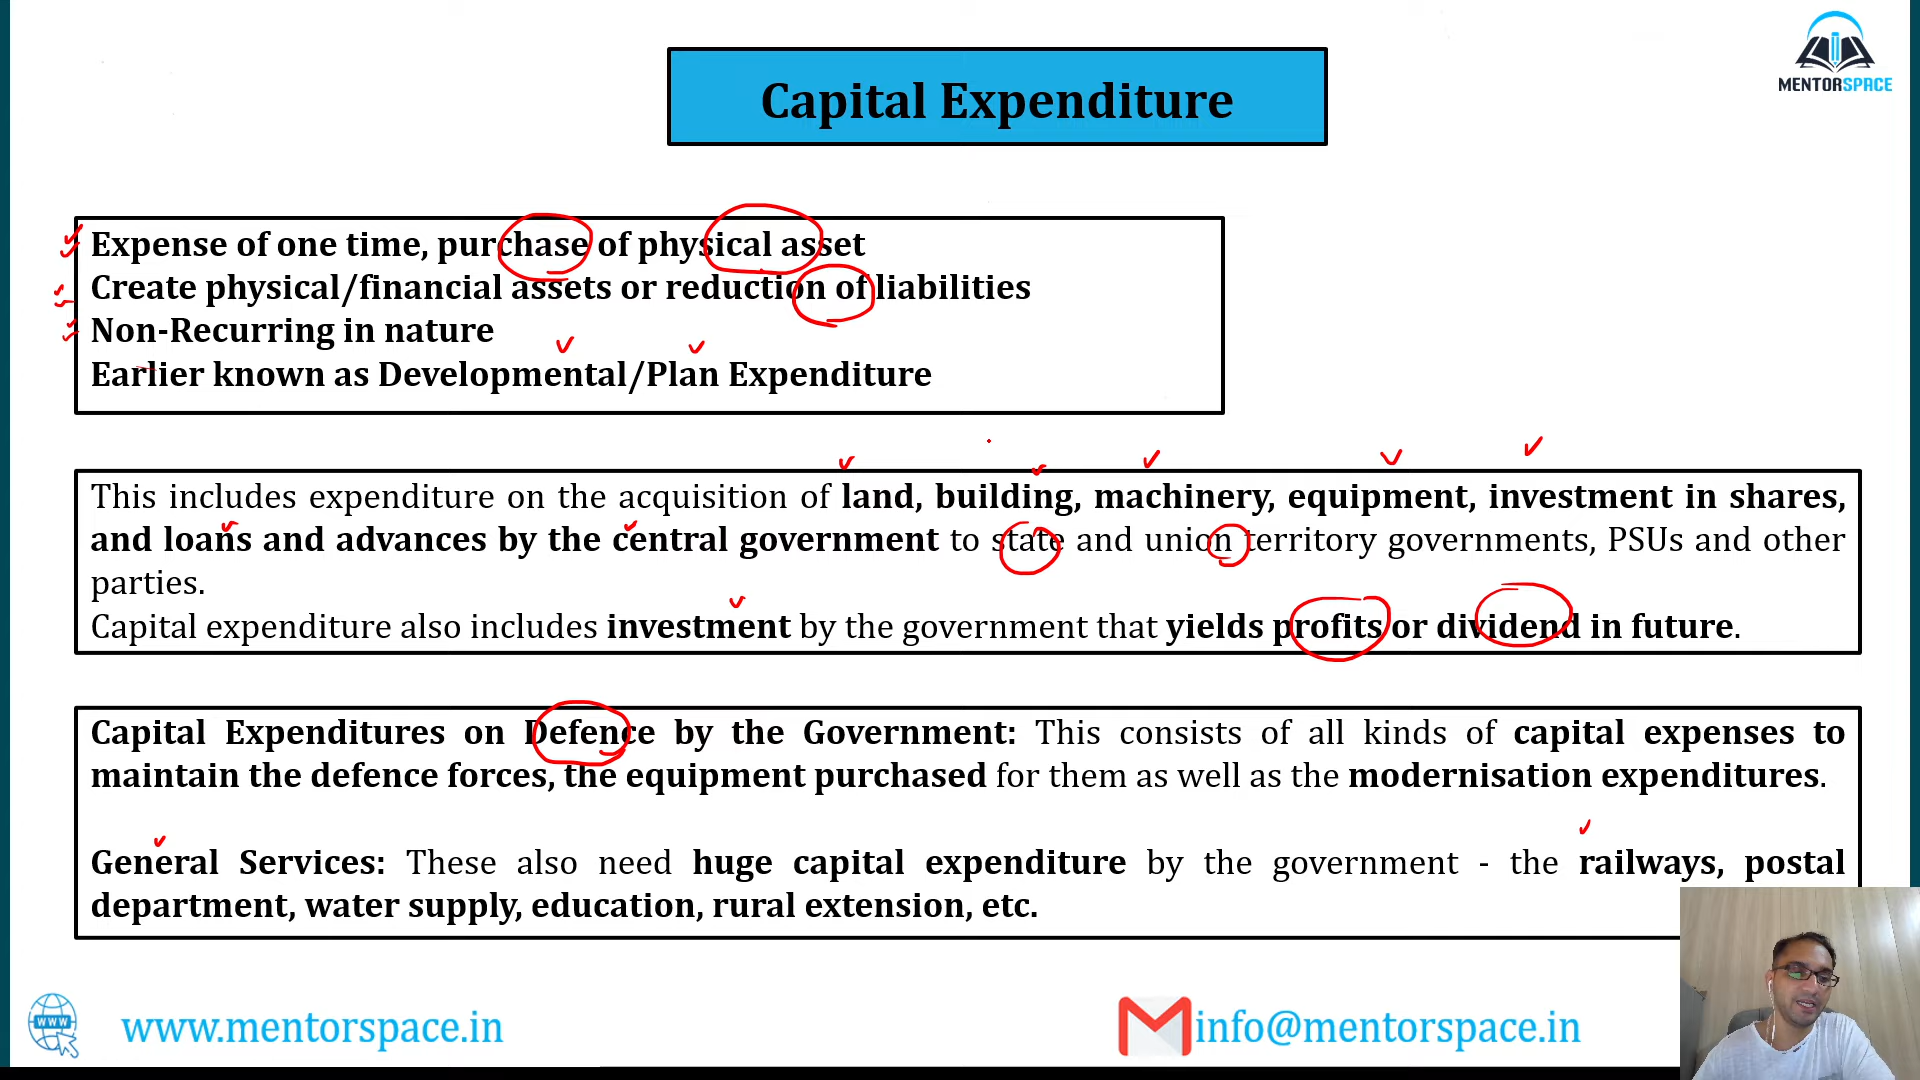 MENTORSPACE
Capital Expenditure
Expense of one time, purchase of physical asset
Create physical/financial assets or reduction of liabilities
Non-Recurring in nature
Earlier known as Developmental/Plan Expenditure
This includes expenditure on the acquisition of land, building, machinery, equipment, investment in shares,
and loans and advances by the central government to state and union territory governments, PSUs and other
parties.
Capital expenditure also includes investment by the government that yields profits or dividend in future.
Capital Expenditures on Defence by the Government: This consists of all kinds of capital expenses to
maintain the defence forces, the equipment purchased for them as well as the modernisation expenditures.
General Services: These also need huge capital expenditure by the government - the railways, postal
department, water supply, education, rural extension, etc.
WWW
www.mentorspace.in
info@mentorspace.in